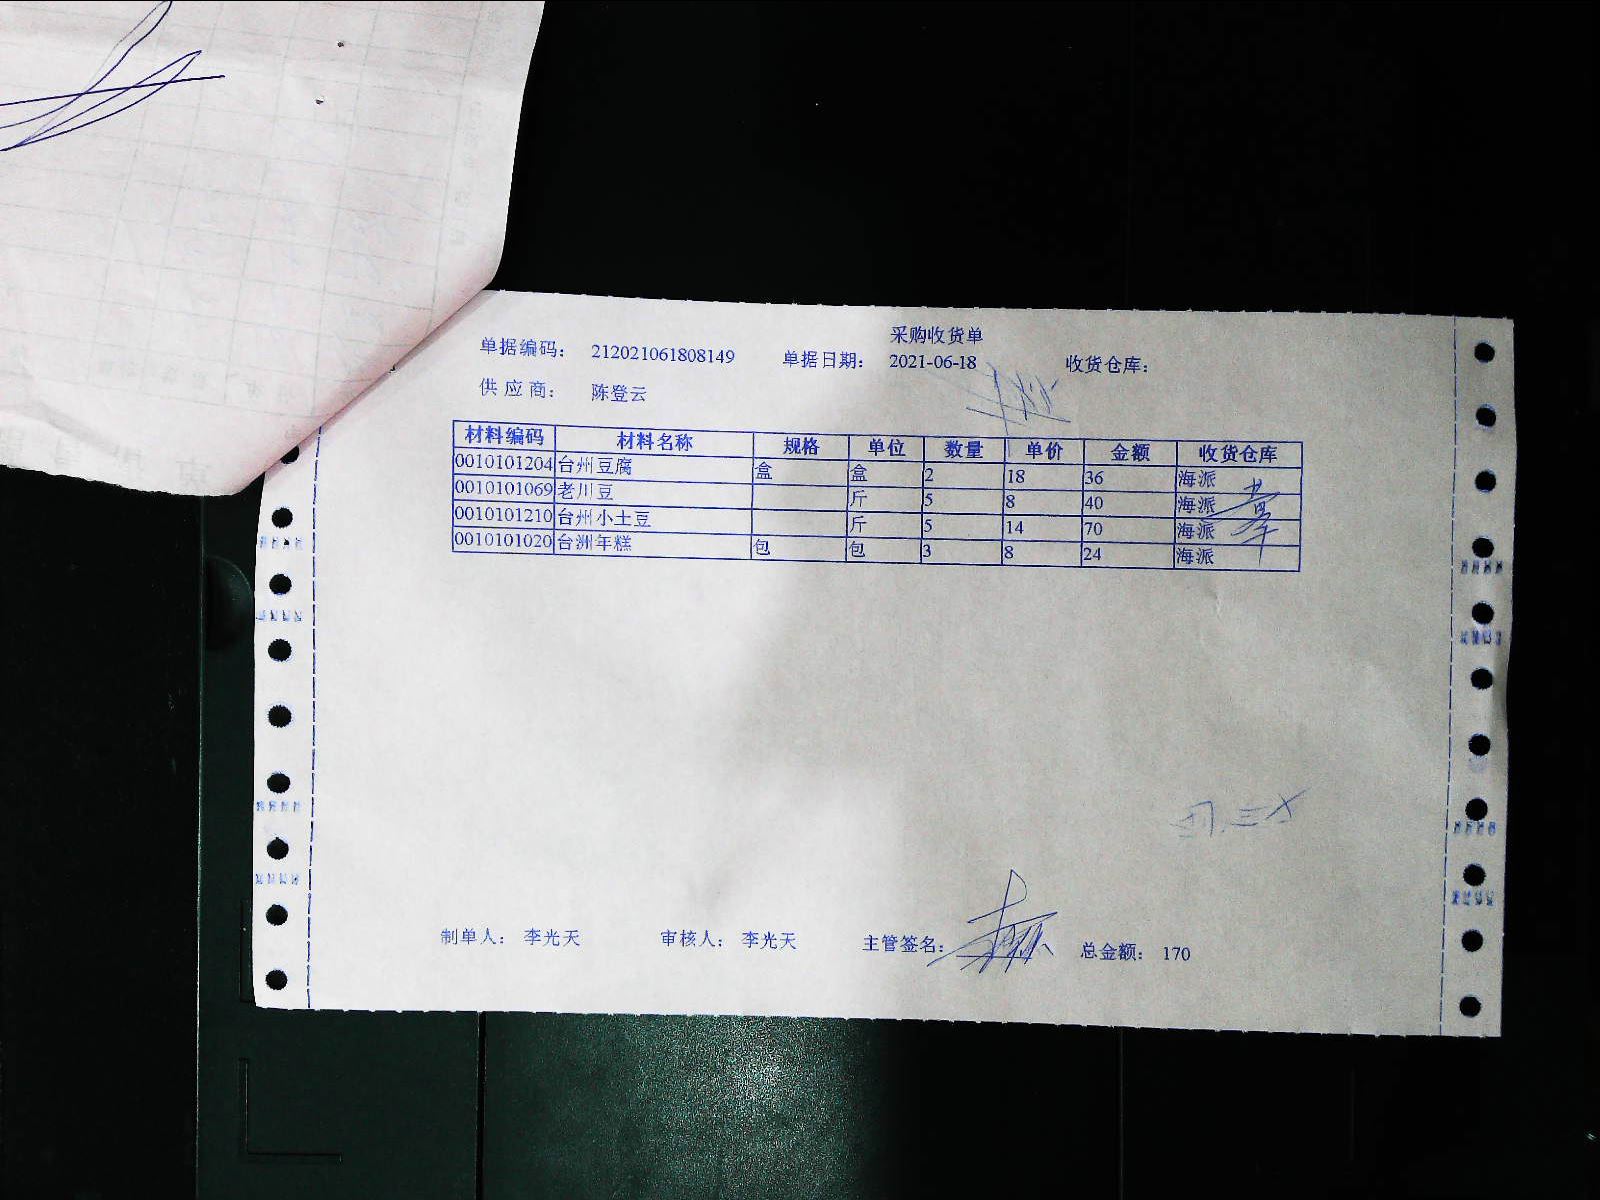 采购收货单
单据编码： 212021061808149 单据日期： 2021-06-18 收货仓库：
供 应 商： 陈登云
材料编码 材料名称 规格 单位 数量 单价 金额 收货仓库
0010101204 台州豆腐 盒 盒 2 18 36 海派
0010101069 老川豆 斤 5 8 40 海派
0010101210 台州小土豆 斤 5 14 70 海派
0010101020 台洲年糕 包 包 3 8 24 海派
制单人： 李光天 审核人： 李光天 主管签名： 总金额： 170